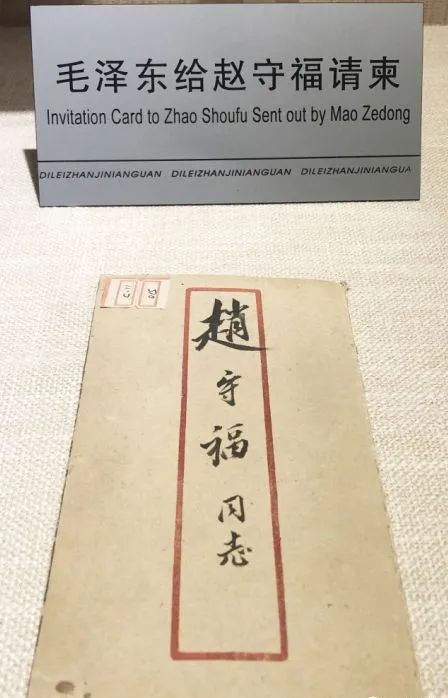 毛泽东给赵守福请柬
Invitation Card to Zhao Shoufu Sent out by Mao Zedong
DILEIZHANJINIANGUAN DILEIZHANJINIANGUAN DILEIZHANJINIANGUA
趙守福同志